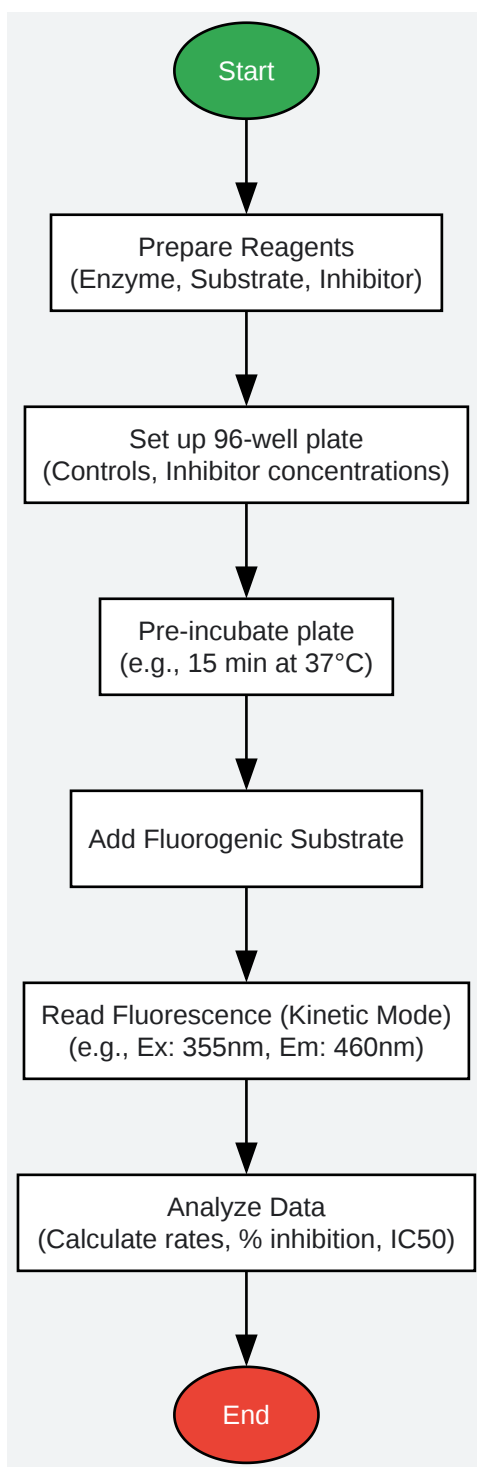 Start
Prepare Reagents
(Enzyme, Substrate, Inhibitor)
Set up 96-well plate
(Controls, Inhibitor concentrations)
Pre-incubate plate
(e.g., 15 min at 37°C)
Add Fluorogenic Substrate
Read Fluorescence (Kinetic Mode)
(e.g., Ex: 355nm, Em: 460nm)
Analyze Data
(Calculate rates, % inhibition, IC50)
End